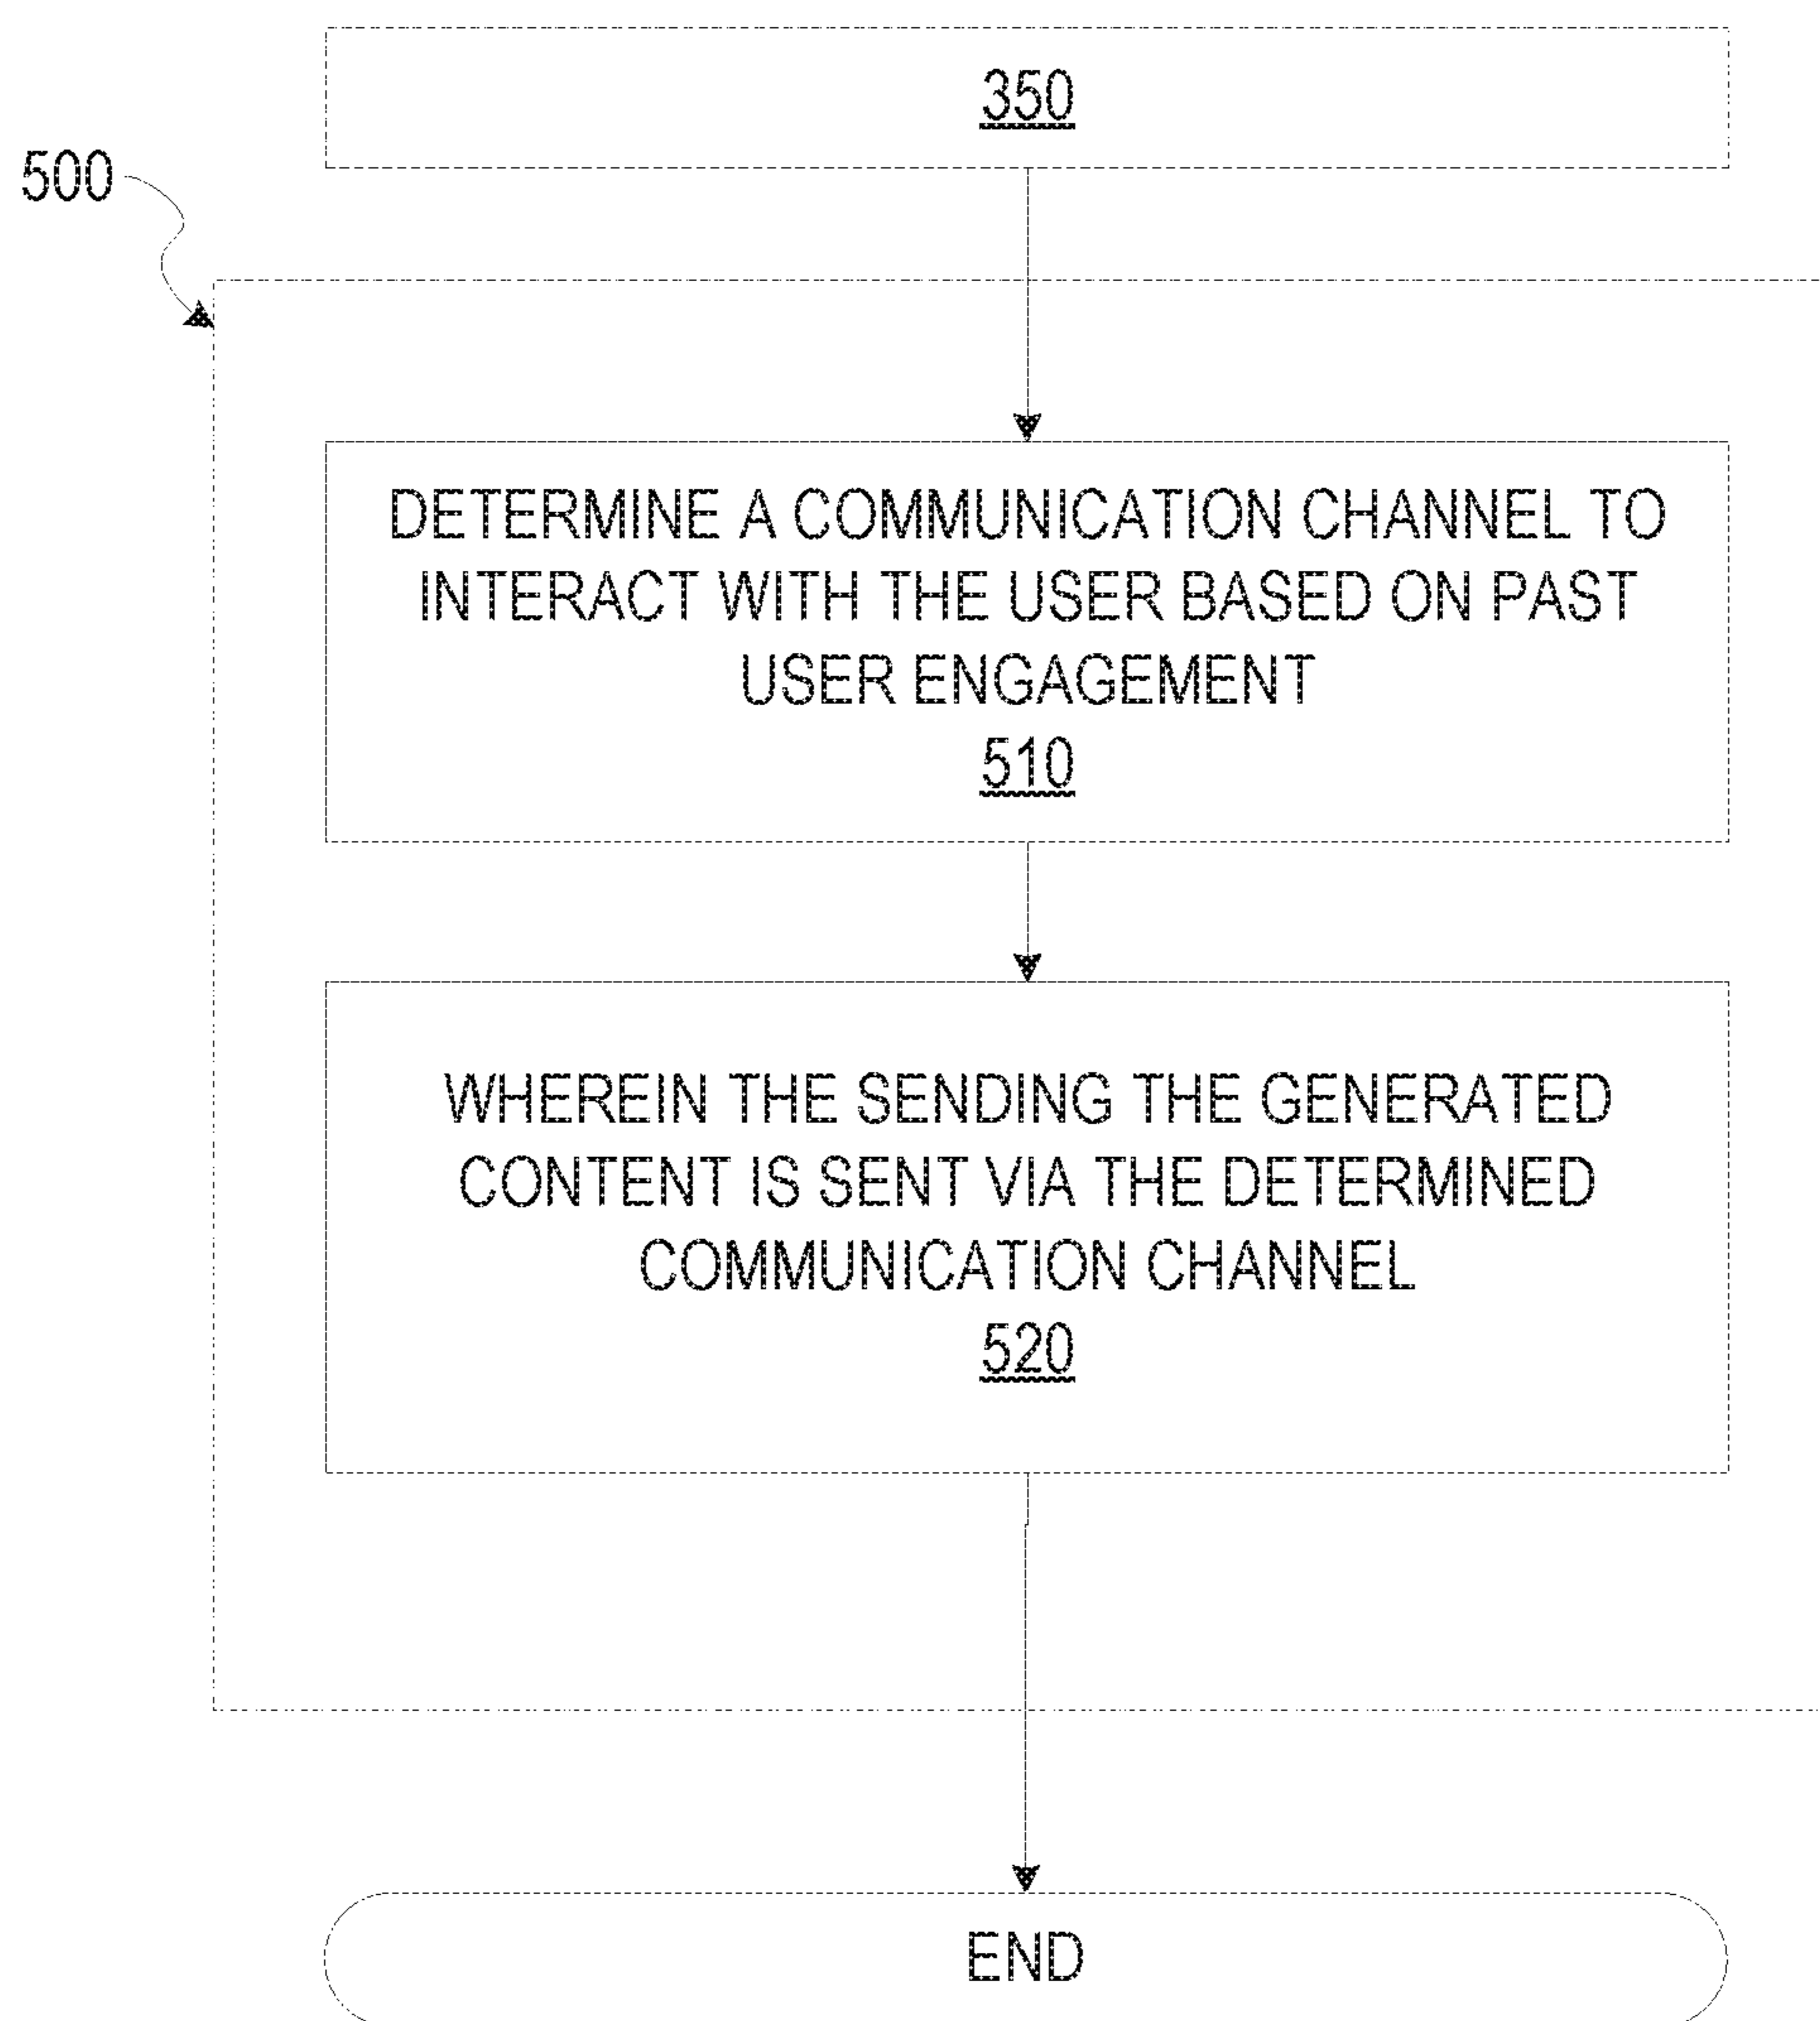 350
500
DETERMINE A COMMUNICATION CHANNEL TO
INTERACT WITH THE USER BASED ON PAST
USER ENGAGEMENT
510
WHEREIN THE SENDING THE GENERATED
CONTENT IS SENT VIA THE DETERMINED
COMMUNICATION CHANNEL
520
END